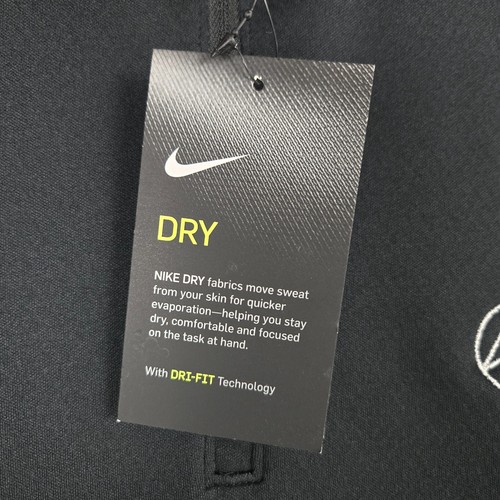 DRY
NIKE DRY fabrics move sweat
from your skin for quicker
evaporation—helping you stay
dry, comfortable and focused
on the task at hand.
With DRI-FIT Technology